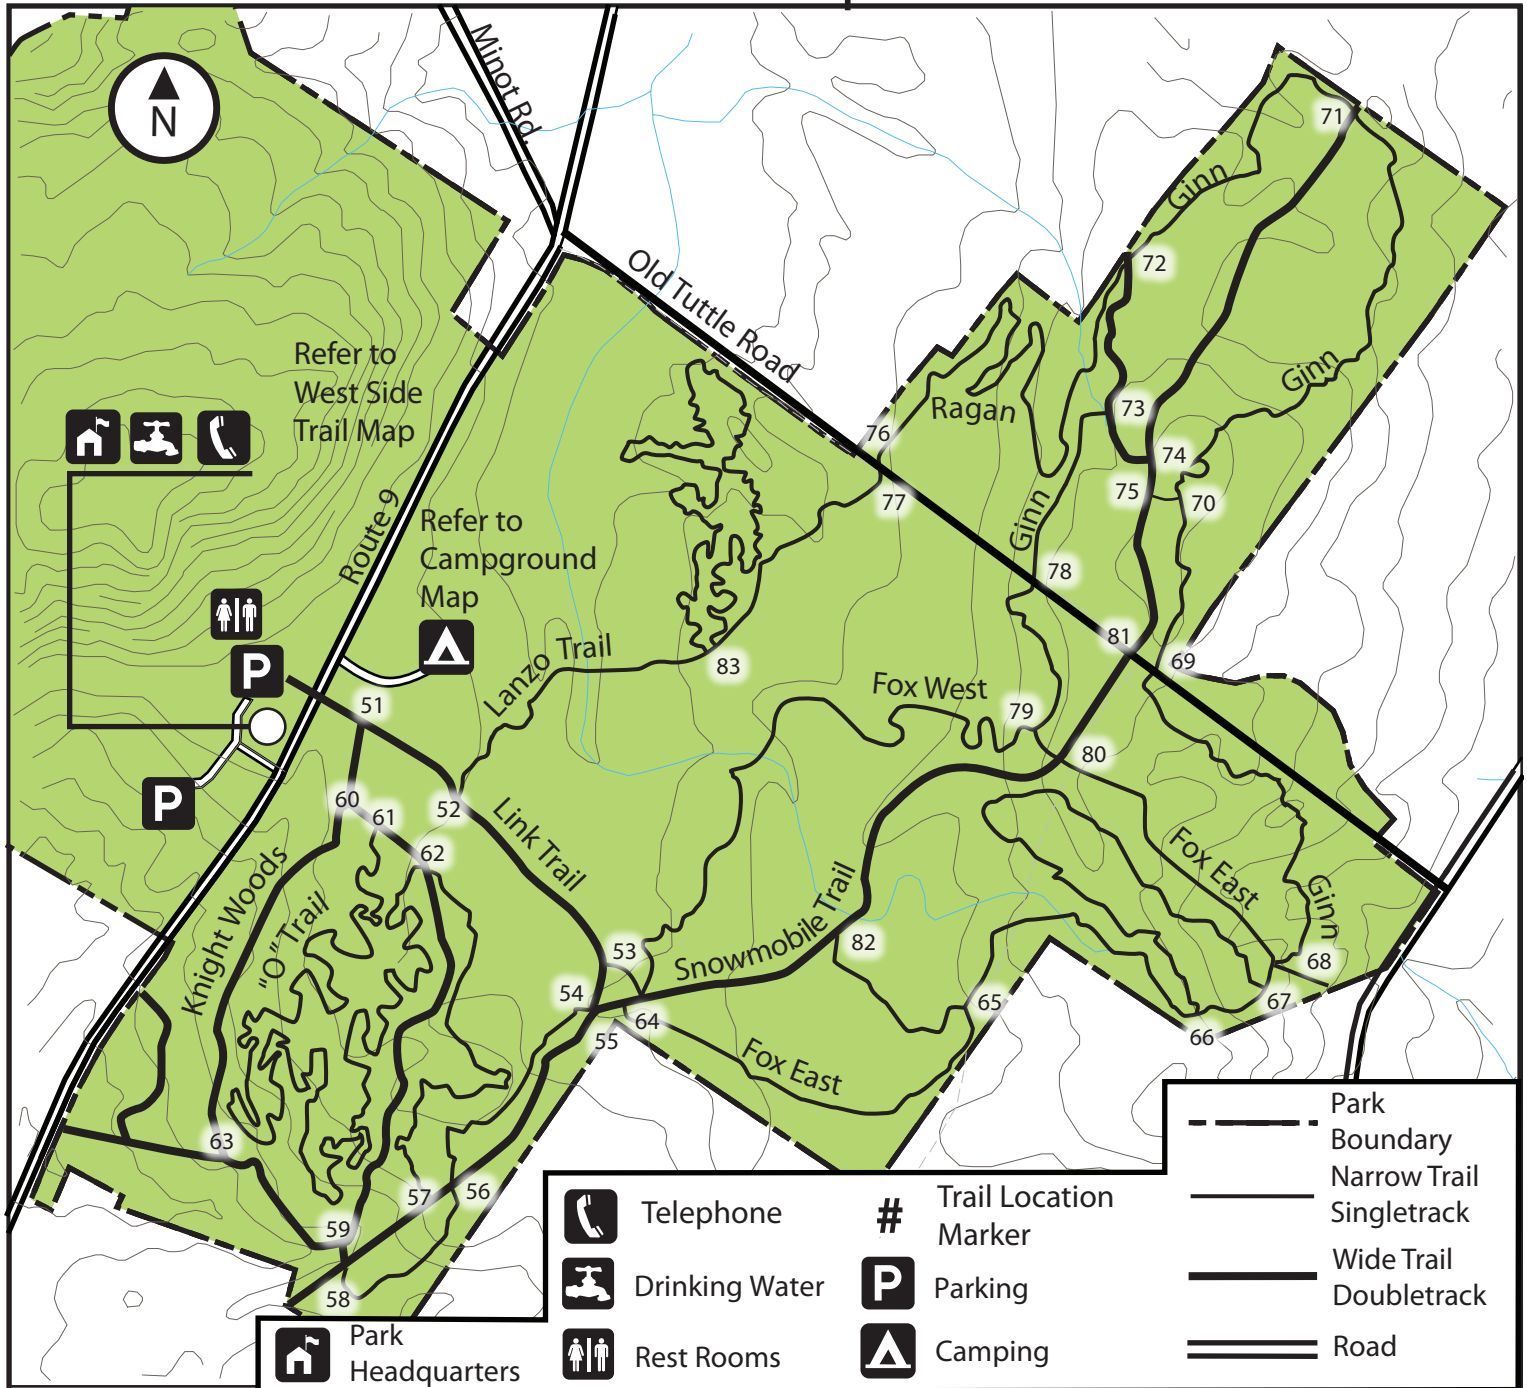 Minot Rd.
N
71
Ginn
72
Old Tuttle Road
Refer to
West Side
Trail Map
Ginn
Ragan
73
76
74
Route 9
75
70
77
Refer to
Campground
Map
Ginn
78
81
69
Lanzo Trail
83
P
51
Fox West
79
80
P
60
61
52
Link Trail
62
Knight Woods
"O" Trail
Fox East
Ginn
Snowmobile Trail
82
53
68
54
64
65
67
55
66
Fox East
63
57
56
59
58
Park
Boundary
Narrow Trail
Singletrack
Wide Trail
Doubletrack
Road
Telephone
#
Trail Location
Marker
Drinking Water
P
Parking
Park
Headquarters
Rest Rooms
Camping